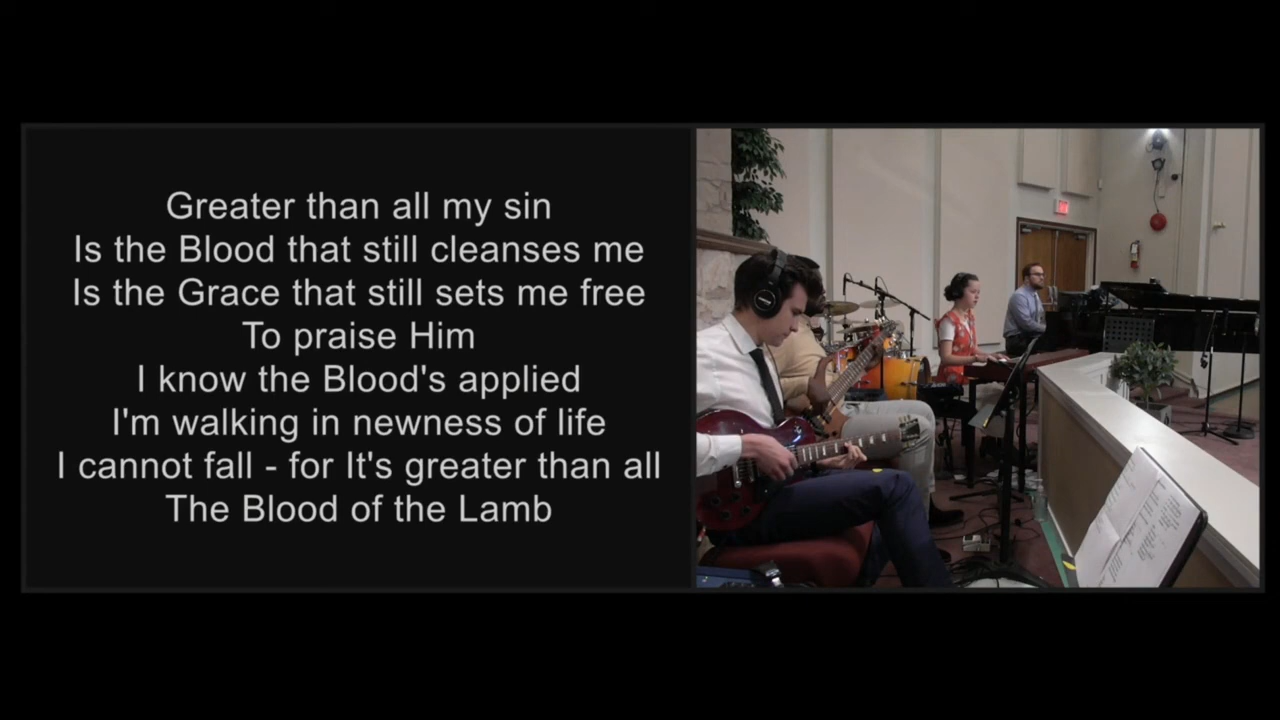 Greater than all my sin
Is the Blood that still cleanses me
Is the Grace that still sets me free
To praise Him
I know the Blood's applied
I'm walking in newness of life
I cannot fall - for It's greater than all
The Blood of the Lamb